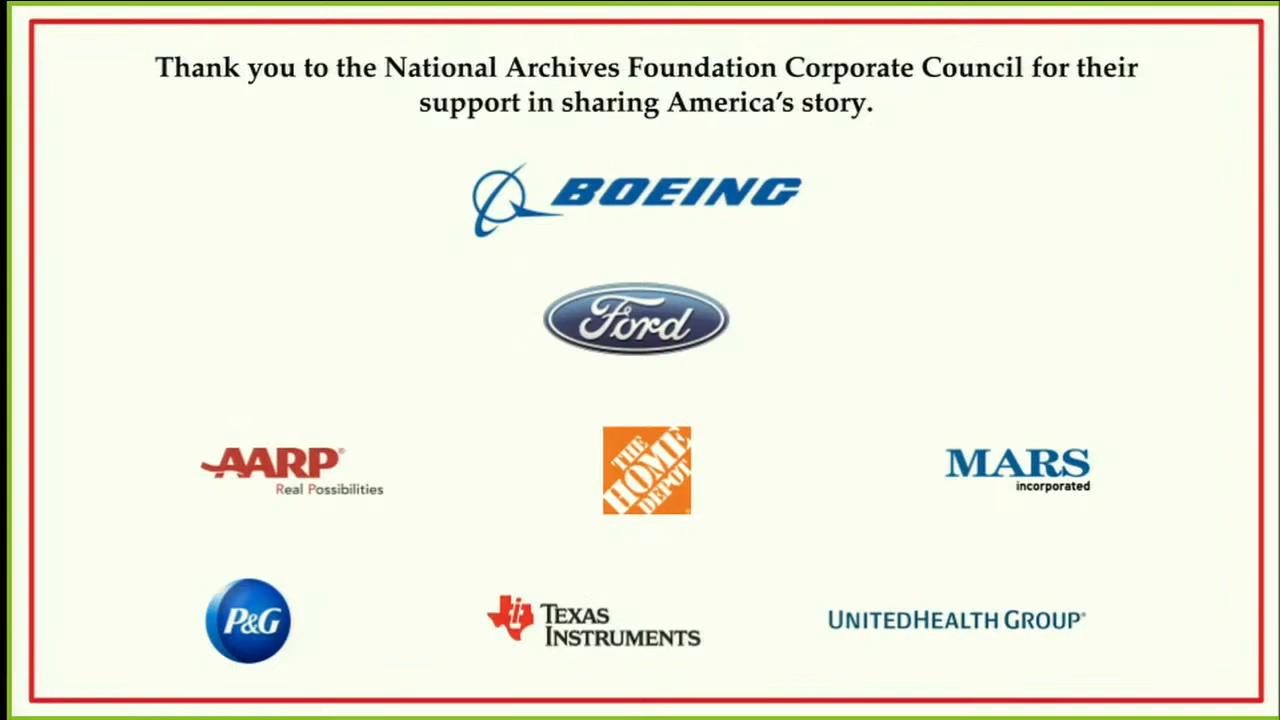 Thank you to the National Archives Foundation Corporate Council for their
support in sharing America's story.
BOEING
Ford
AARP®
Real Possibilities
THE
HOME
DEPOT
MARS
incorporated
P&G
TEXAS
INSTRUMENTS
UNITEDHEALTH GROUP®